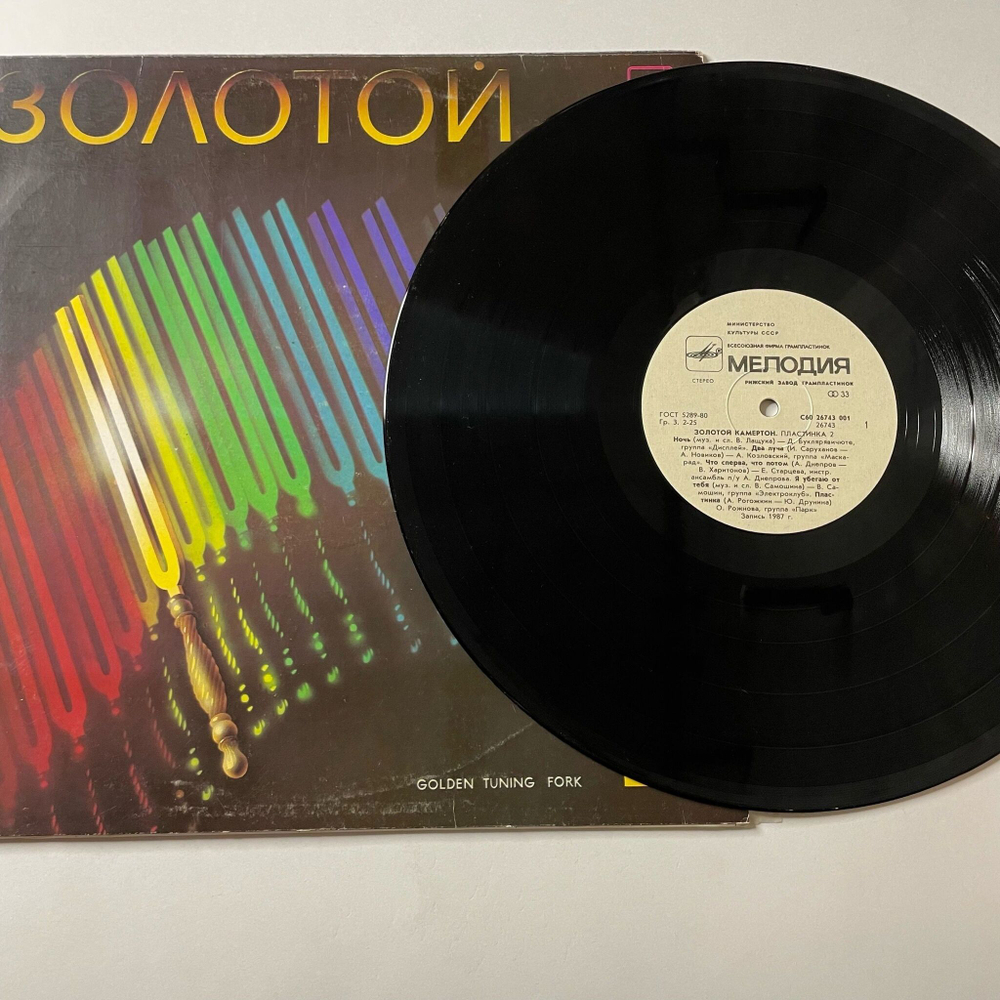 ЗОЛОТОЙ
GOLDEN TUNING FORK
МИНИСТЕРСТВО
КУЛЬТУРЫ СССР
ВСЕСОЮЗНАЯ ФИРМА ГРАМПЛАСТИНОК
МЕЛОДИЯ
СТЕРЕО
РИЖСКИЙ ЗАВОД ГРАМПЛАСТИНОК
33
ГОСТ 5289-80
С60 26743 001
Гр. 3. 2-25
26743
1
ЗОЛОТОЙ КАМЕРТОН. ПЛАСТИНКА 2
Ночь (муз. и сл. В. Лащука) — Д. Буклярявичюте,
группа «Дисплей». Два луча (И. Саруханов —
А. Новиков) — А. Козловский, группа «Маска-
рад». Что сперва, что потом (А. Днепров —
В. Харитонов) — Е. Старцева, инстр.
ансамбль п/у А. Днепрова. Я убегаю от
тебя (муз. и сл. В. Самошина) — В. Са-
мошин, группа «Электроклуб». Плас-
тинка (А. Рогожкин — Ю. Друнина)
О. Рожнова, группа «Парк»
Запись 1987 г.